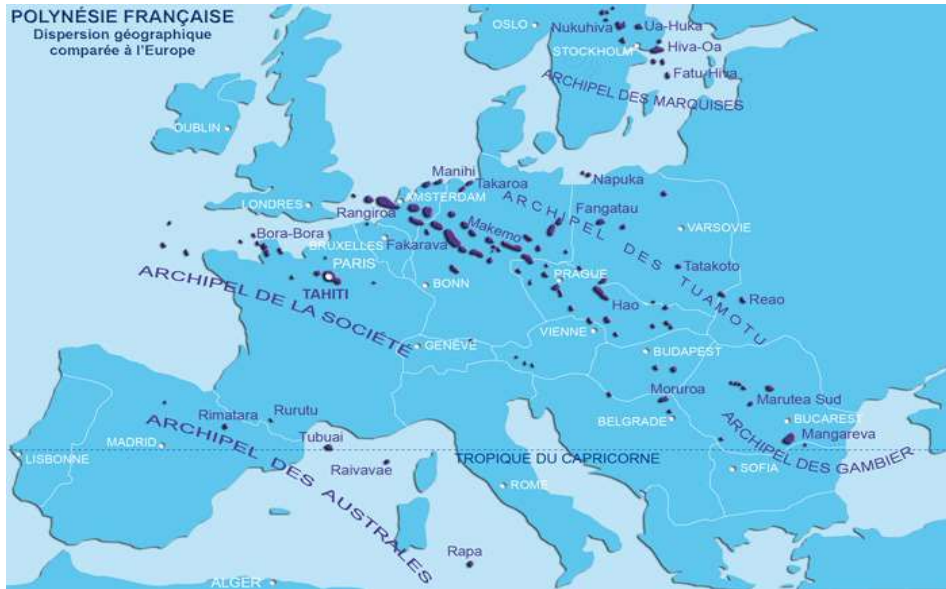 POLYNÉSIE FRANÇAISE
Dispersion géographique
comparée à l'Europe
OSLO
Nukuhiva
Ua-Huka
STOCKHOLM
Hiva-Oa
Fatu-Hiva
ARCHIPEL DES MARQUISES
OUBLIN
Manihi
Takaroa
Napuka
LONDRES
AMSTERDAM
Rangiroa
Fangatau
Bora-Bora
BRUXELLES
Fakarava
Makemo
VARSOVIE
PARIS
TAHITI
BONN
PRAGUE
Tatakoto
Hao
Reao
ARCHIPEL DES TUAMOTU
ARCHIPEL DE LA SOCIÉTÉ
VIENNE
GENÈVE
BUDAPEST
Moruroa
Marutea Sud
Rimatara
Rurutu
BELGRADE
BUCAREST
Mangareva
MADRID
Tubuai
LISBONNE
Raivavae
TROPIQUE DU CAPRICORNE
ARCHIPEL DES GAMBIER
SOFIA
ROME
ARCHIPEL DES AUSTRALES
Rapa
ALGER